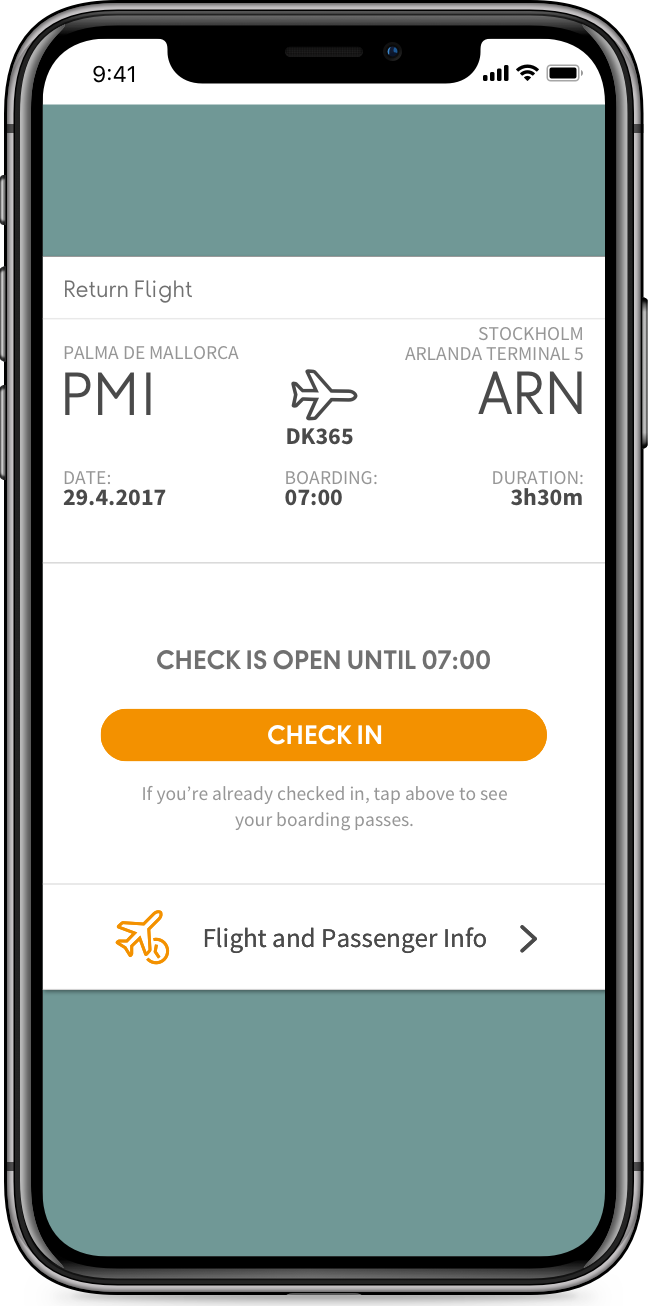 9:41
Return Flight
STOCKHOLM
PALMA DE MALLORCA
ARLANDA TERMINAL 5
PMI
ARN
DK365
DATE:
BOARDING:
DURATION:
29.4.2017
07:00
3h30m
CHECK IS OPEN UNTIL 07:00
CHECK IN
If you’re already checked in, tap above to see
your boarding passes.
Flight and Passenger Info